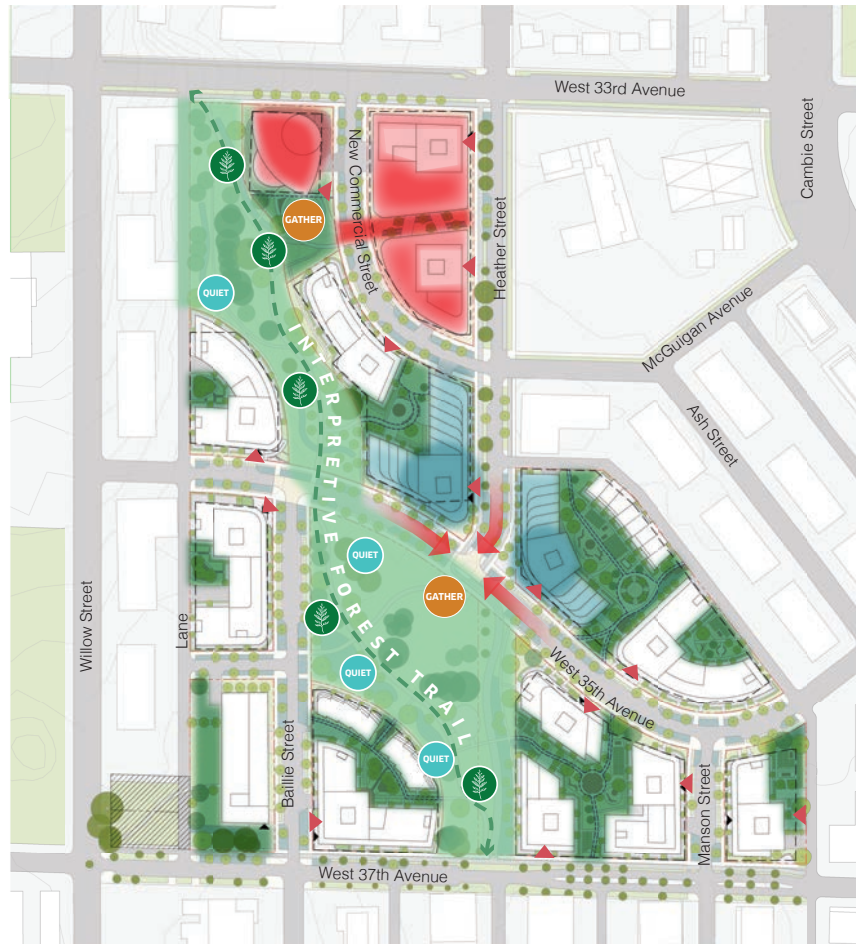 West 33rd Avenue
Cambie Street
New Commercial Street
Heather Street
GATHER
QUIET
McGuigan Avenue
Ash Street
INTERPRETIVE FOREST TRAIL
QUIET
GATHER
Willow Street
Lane
QUIET
West 35th Avenue
QUIET
Baillie Street
Manson Street
West 37th Avenue